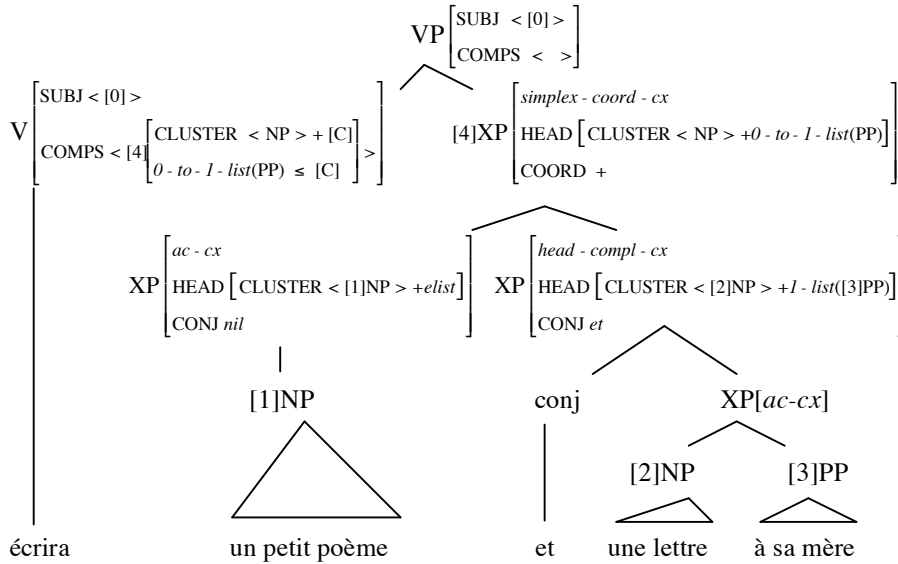 VP
SUBJ < [0] >
COMPS < >
V
SUBJ < [0] >
COMPS < [4] CLUSTER < NP > + [C] >
0 - to - 1 - list(PP) ≤ [C]
[4]XP
simplex - coord - cx
HEAD [CLUSTER < NP > +0 - to - 1 - list(PP)]
COORD +
XP
ac - cx
HEAD [CLUSTER < [1]NP > +elist]
CONJ nil
XP
head - compl - cx
HEAD [CLUSTER < [2]NP > +1 - list([3]PP)]
CONJ et
[1]NP conj XP[ac-cx]
[2]NP [3]PP
écrira un petit poème et une lettre à sa mère